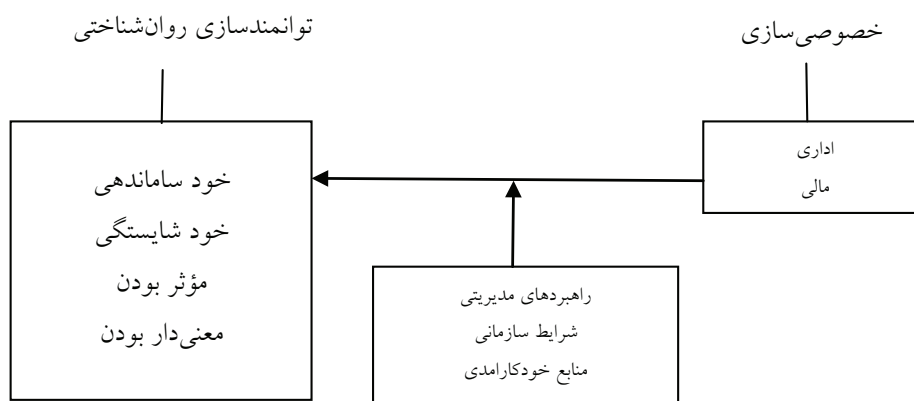 خصوصی‌سازی
اداری
مالی
توانمندسازی روان‌شناختی
خود ساماندهی
خود شایستگی
مؤثر بودن
معنی‌دار بودن
راهبردهای مدیریتی
شرایط سازمانی
منابع خودکارامدی